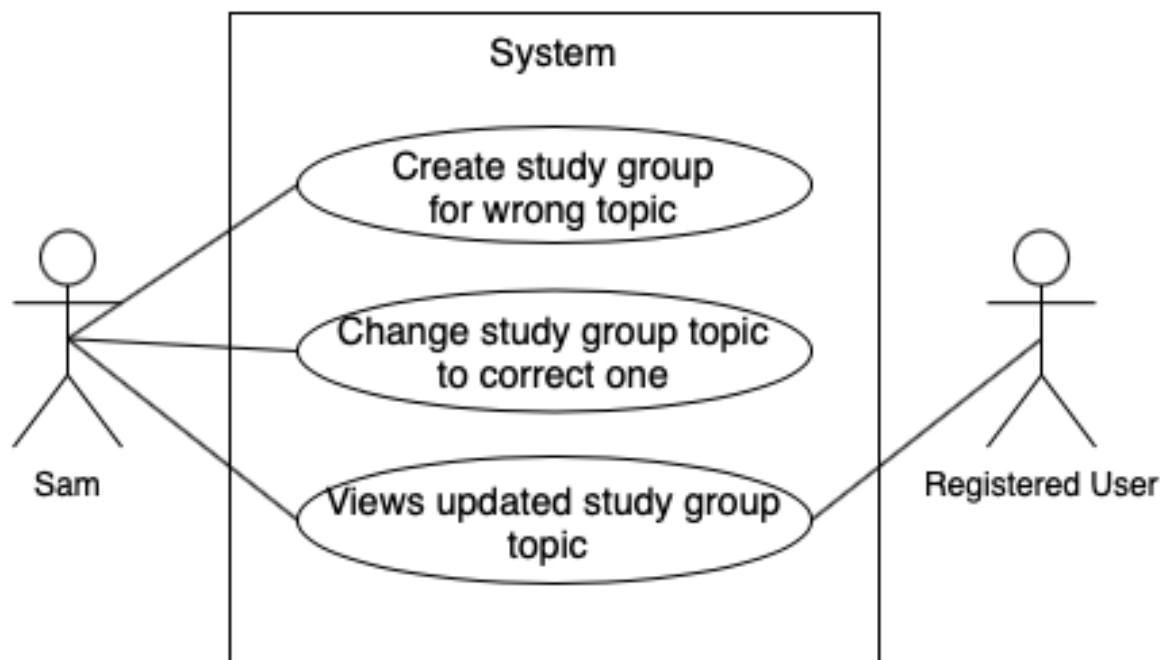 System
Create study group
for wrong topic
Change study group topic
to correct one
Views updated study group
topic
Sam
Registered User